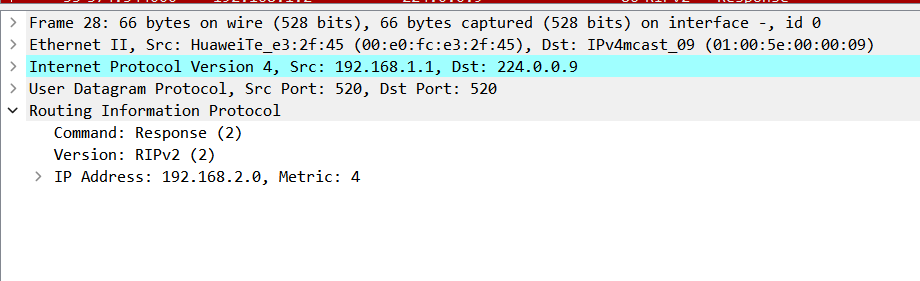 Frame 28: 66 bytes on wire (528 bits), 66 bytes captured (528 bits) on interface -, id 0
Ethernet II, Src: HuaweiTe_e3:2f:45 (00:e0:fc:e3:2f:45), Dst: IPv4mcast_09 (01:00:5e:00:00:09)
Internet Protocol Version 4, Src: 192.168.1.1, Dst: 224.0.0.9
User Datagram Protocol, Src Port: 520, Dst Port: 520
Routing Information Protocol
Command: Response (2)
Version: RIPv2 (2)
IP Address: 192.168.2.0, Metric: 4